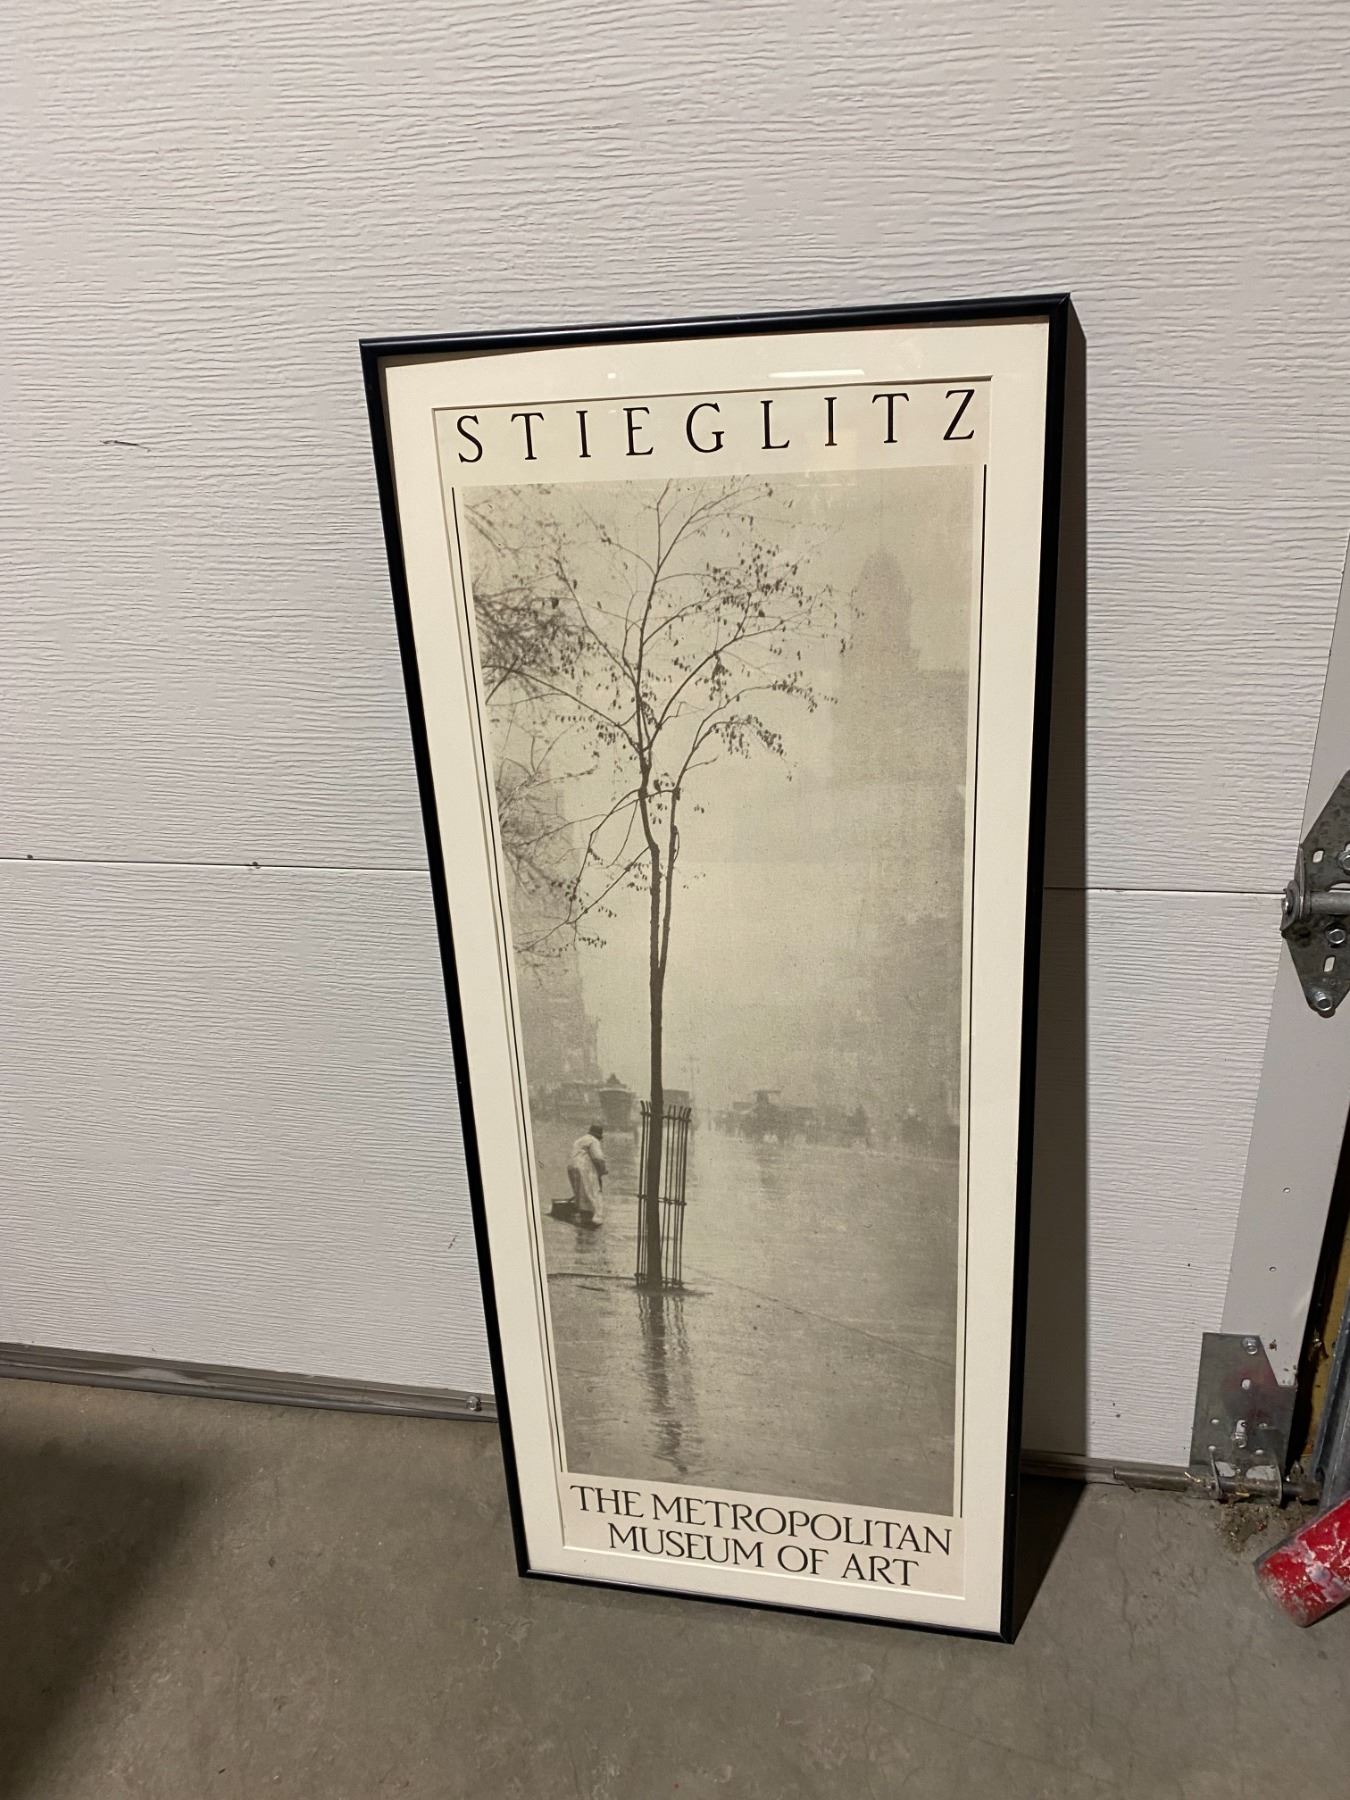 STIEGLITZ
THE METROPOLITAN
MUSEUM OF ART